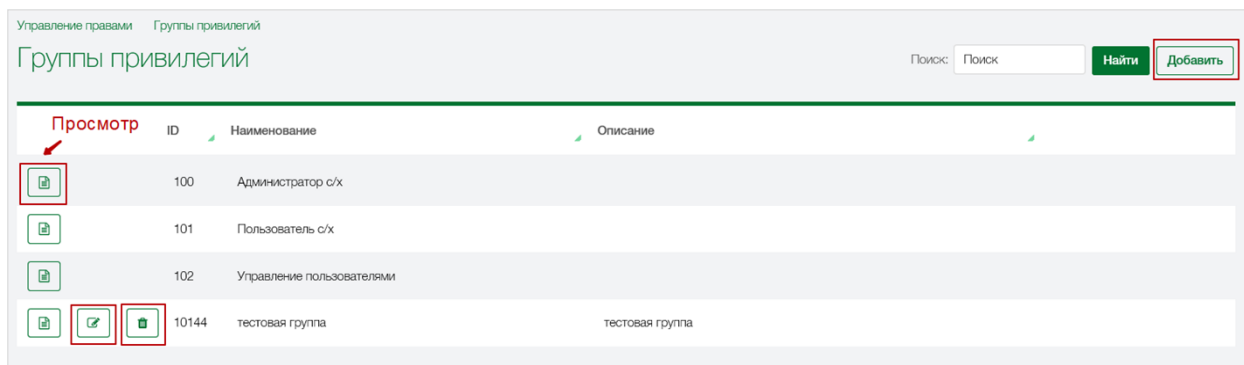 Управление правами Группы привилегий
Группы привилегий
Поиск: Поиск Найти Добавить
Просмотр ID Наименование Описание
100 Администратор с/х
101 Пользователь с/х
102 Управление пользователями
10144 тестовая группа тестовая группа